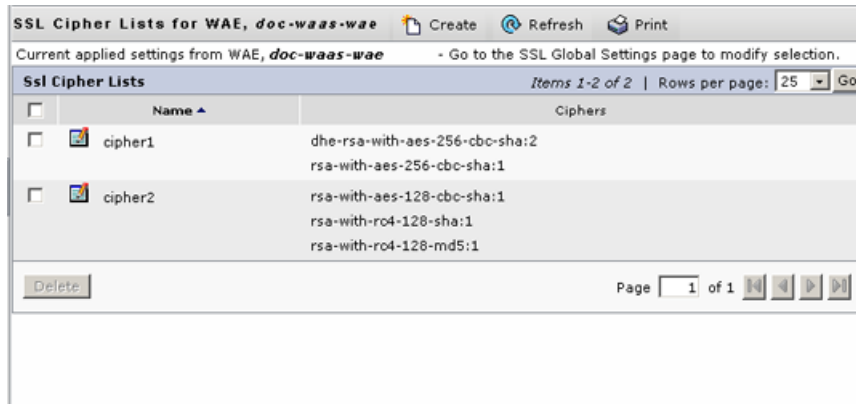 SSL Cipher Lists for WAE, doc-waas-wae Create Refresh Print
Current applied settings from WAE, doc-waas-wae - Go to the SSL Global Settings page to modify selection.
Ssl Cipher Lists Items 1-2 of 2 | Rows per page: 25 Go
Name Ciphers
cipher1 dhe-rsa-with-aes-256-cbc-sha:2
rsa-with-aes-256-cbc-sha:1
cipher2 rsa-with-aes-128-cbc-sha:1
rsa-with-rc4-128-sha:1
rsa-with-rc4-128-md5:1
Delete Page 1 of 1